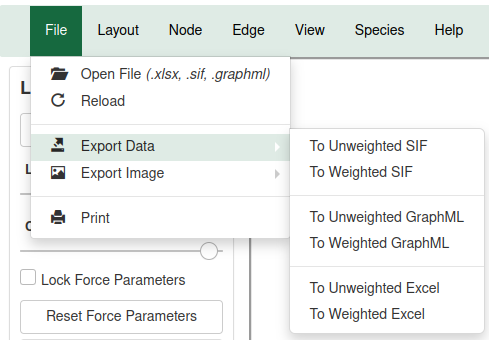 File Layout Node Edge View Species Help
Open File (.xlsx, .sif, .graphml)
Reload
Export Data
Export Image
Print
To Unweighted SIF
To Weighted SIF
To Unweighted GraphML
To Weighted GraphML
To Unweighted Excel
To Weighted Excel
Lock Force Parameters
Reset Force Parameters